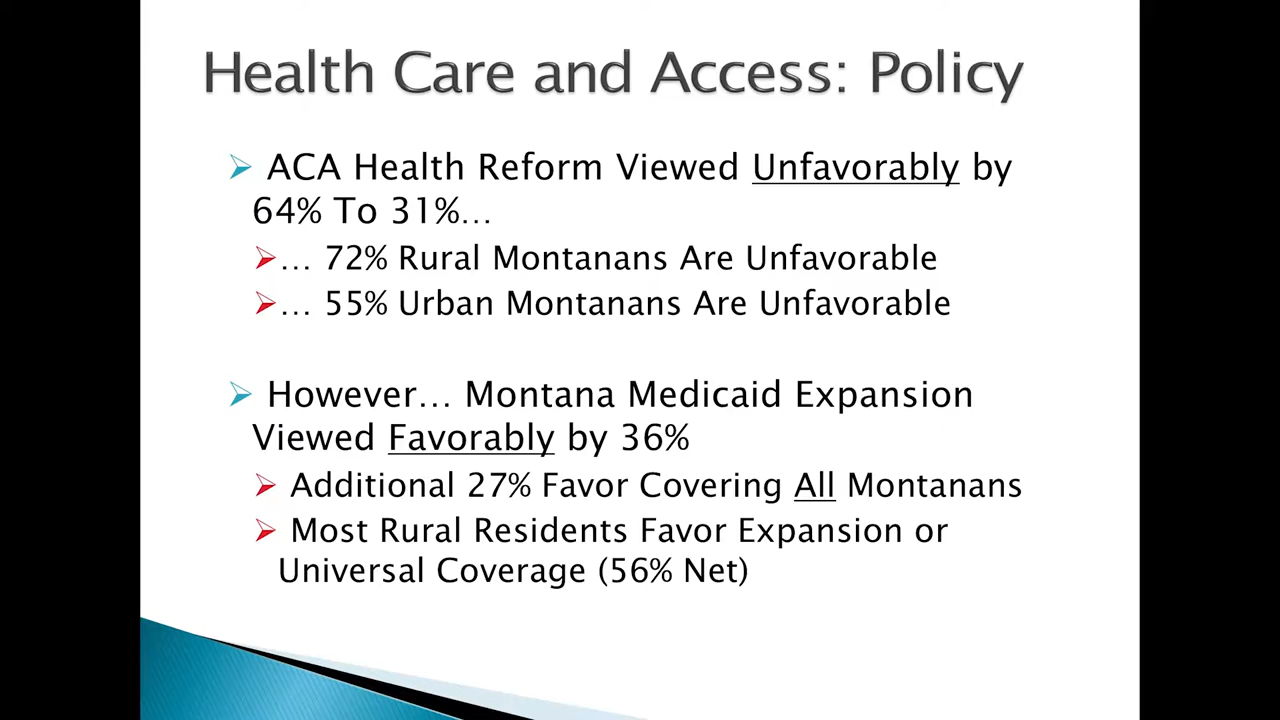 Health Care and Access: Policy
ACA Health Reform Viewed Unfavorably by
64% To 31%…
… 72% Rural Montanans Are Unfavorable
… 55% Urban Montanans Are Unfavorable
However… Montana Medicaid Expansion
Viewed Favorably by 36%
Additional 27% Favor Covering All Montanans
Most Rural Residents Favor Expansion or
Universal Coverage (56% Net)